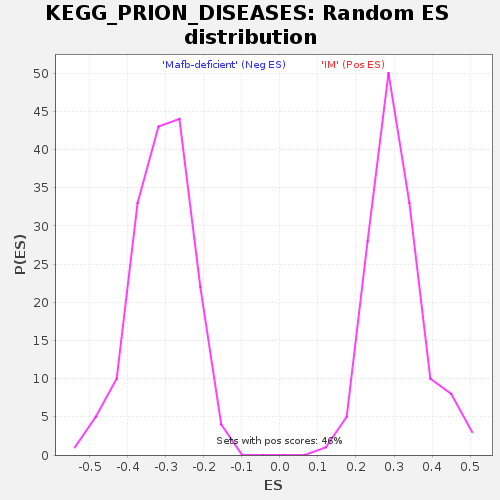 KEGG_PRION_DISEASES: Random ES
distribution
'Mafb-deficient' (Neg ES)
'IM' (Pos ES)
50
45
40
35
30
25
20
15
10
5
0
P(ES)
Sets with pos scores: 46%
-0.5 -0.4 -0.3 -0.2 -0.1 0.0 0.1 0.2 0.3 0.4 0.5
ES